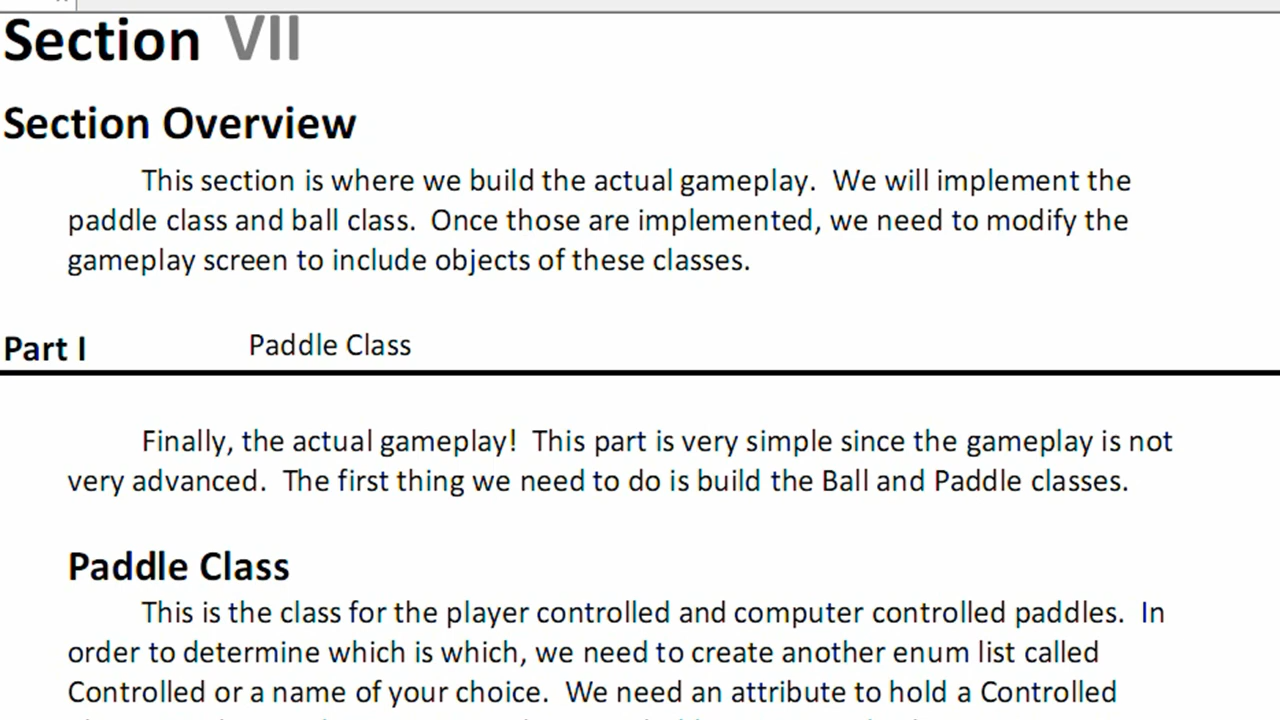 Section VII
Section Overview
This section is where we build the actual gameplay. We will implement the
paddle class and ball class. Once those are implemented, we need to modify the
gameplay screen to include objects of these classes.
Part I Paddle Class
Finally, the actual gameplay! This part is very simple since the gameplay is not
very advanced. The first thing we need to do is build the Ball and Paddle classes.
Paddle Class
This is the class for the player controlled and computer controlled paddles. In
order to determine which is which, we need to create another enum list called
Controlled or a name of your choice. We need an attribute to hold a Controlled